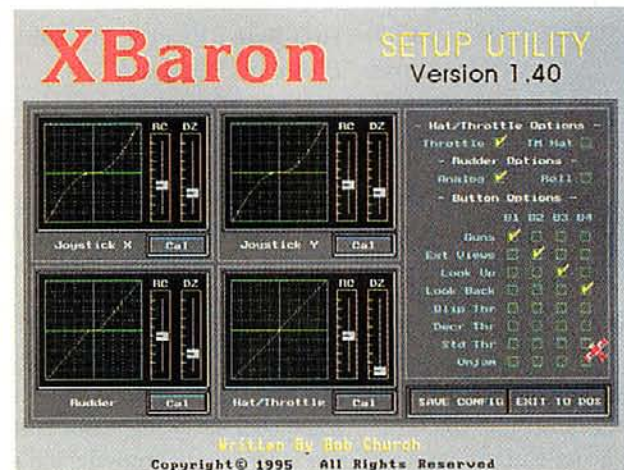 XBaron
SETUP UTILITY
Version 1.40
RC DZ
Joystick X Cal
RC DZ
Joystick Y Cal
RC DZ
Rudder Cal
RC DZ
Hat/Throttle Cal
- Hat/Throttle Options -
Throttle TM Hat
- Rudder Options -
Analog Roll
- Button Options -
B1 B2 B3 B4
Guns
Ext Views
Look Up
Look Back
Blip Thr
Decr Thr
Std Thr
Unjam
SAVE CONFIG EXIT TO DOS
Written By Bob Church
Copyright© 1995 All Rights Reserved